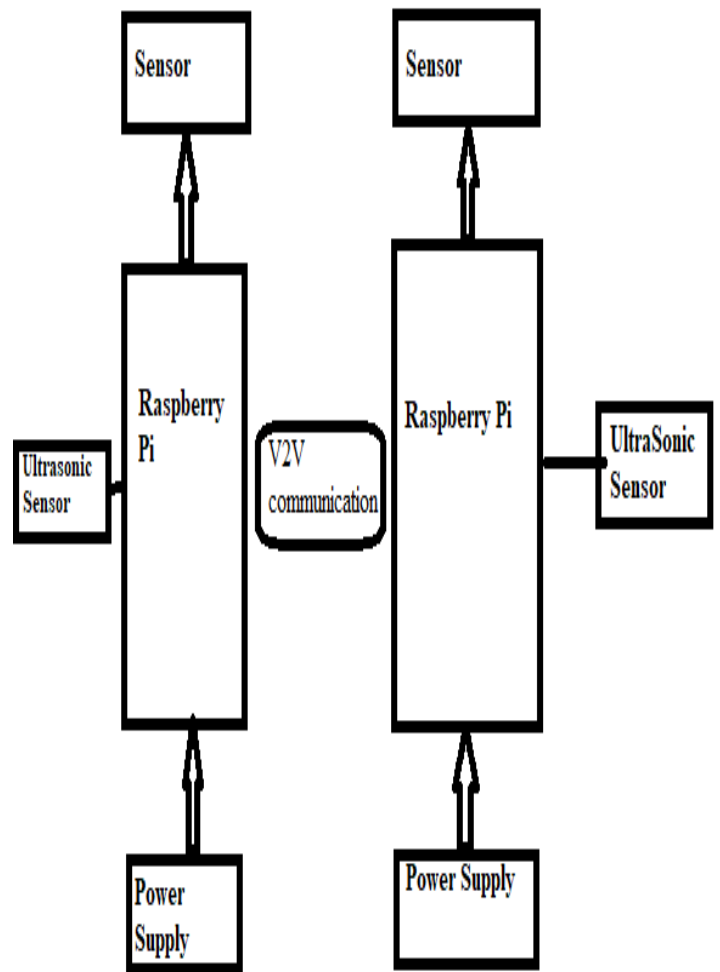 Sensor
Sensor
Raspberry
Pi
V2V
communication
Raspberry Pi
Ultrasonic
Sensor
UltraSonic
Sensor
Power
Supply
Power Supply